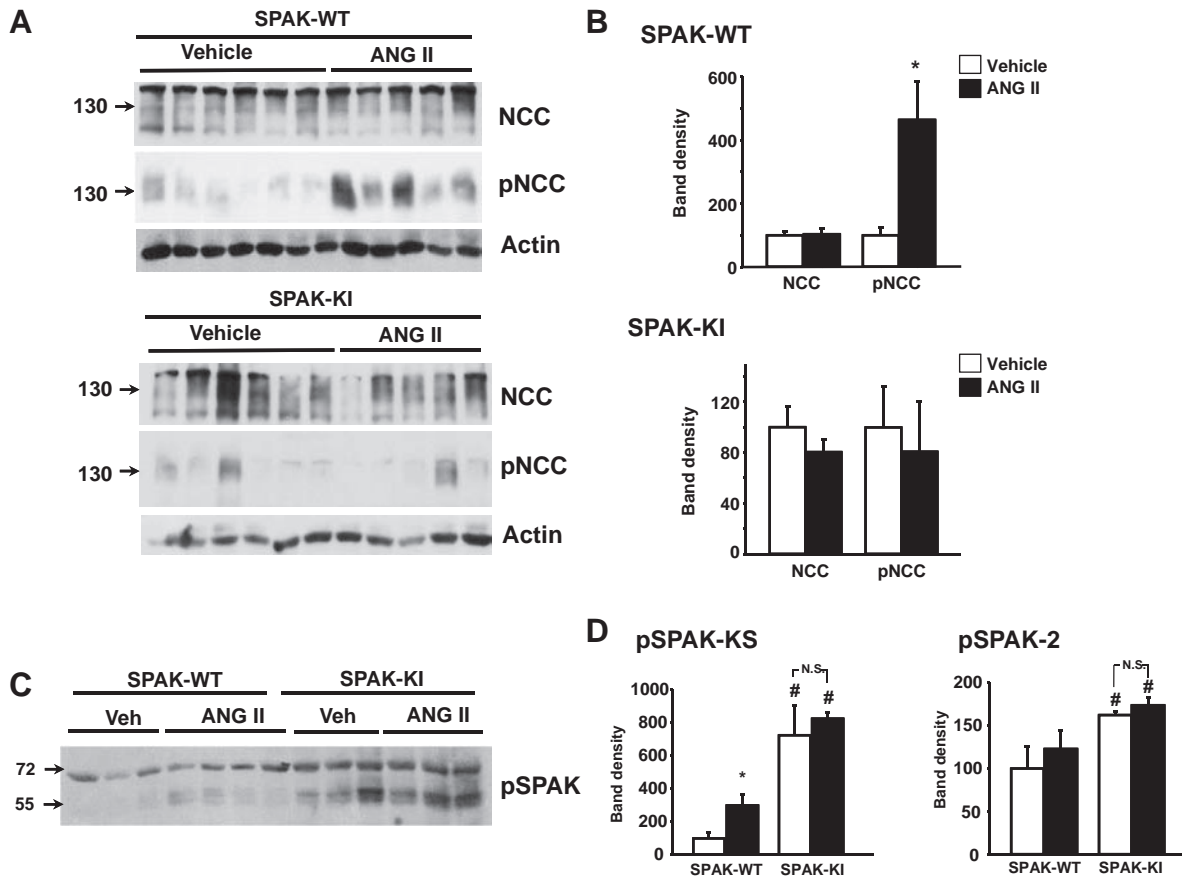 A
SPAK-WT
Vehicle
ANG II
130
NCC
130
pNCC
Actin
SPAK-KI
Vehicle
ANG II
130
NCC
130
pNCC
Actin
B
SPAK-WT
Vehicle
ANG II
*
600
400
200
100
0
Band density
NCC
pNCC
SPAK-KI
Vehicle
ANG II
120
80
40
0
Band density
NCC
pNCC
C
SPAK-WT
SPAK-KI
Veh
ANG II
Veh
ANG II
72
55
pSPAK
D
pSPAK-KS
N.S.
# #
*
1000
800
600
400
200
0
Band density
SPAK-WT
SPAK-KI
pSPAK-2
N.S.
# #
200
150
100
50
0
Band density
SPAK-WT
SPAK-KI